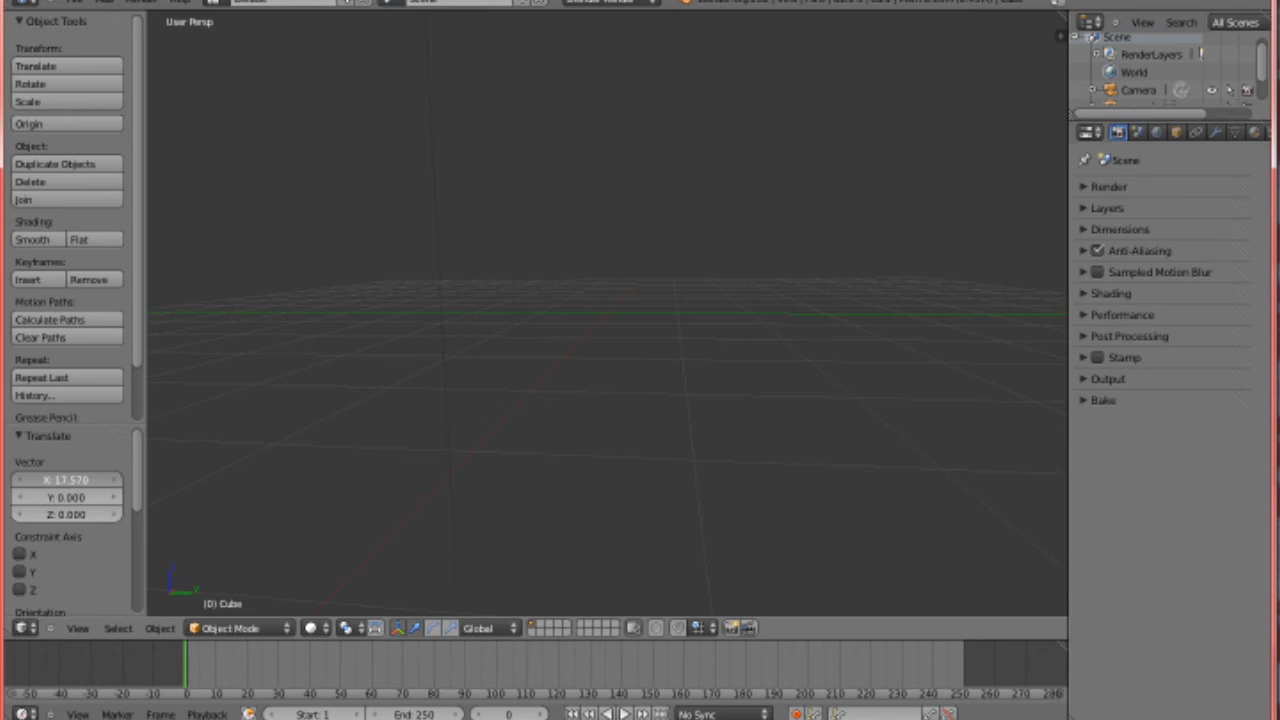 Object Tools
Transform:
Translate
Rotate
Scale
Origin
Object:
Duplicate Objects
Delete
Join
Shading:
Smooth Flat
Keyframes:
Insert Remove
Motion Paths:
Calculate Paths
Clear Paths
Repeat:
Repeat Last
History...
Grease Pencil:
Translate
Vector
X: 17.570
Y: 0.000
Z: 0.000
Constraint Axis
X
Y
Z
Orientation
User Persp
(0) Cube
View Select Object Object Mode Global
-50 -40 -30 -20 -10 0 10 20 30 40 50 60 70 80 90 100 110 120 130 140 150 160 170 180 190 200 210 220 230 240 250 260 270 280
View Marker Frame Playback Start: 1 End: 250 0 No Sync
View Search All Scenes
Scene
RenderLayers
World
Camera
Scene
Render
Layers
Dimensions
Anti-Aliasing
Sampled Motion Blur
Shading
Performance
Post Processing
Stamp
Output
Bake